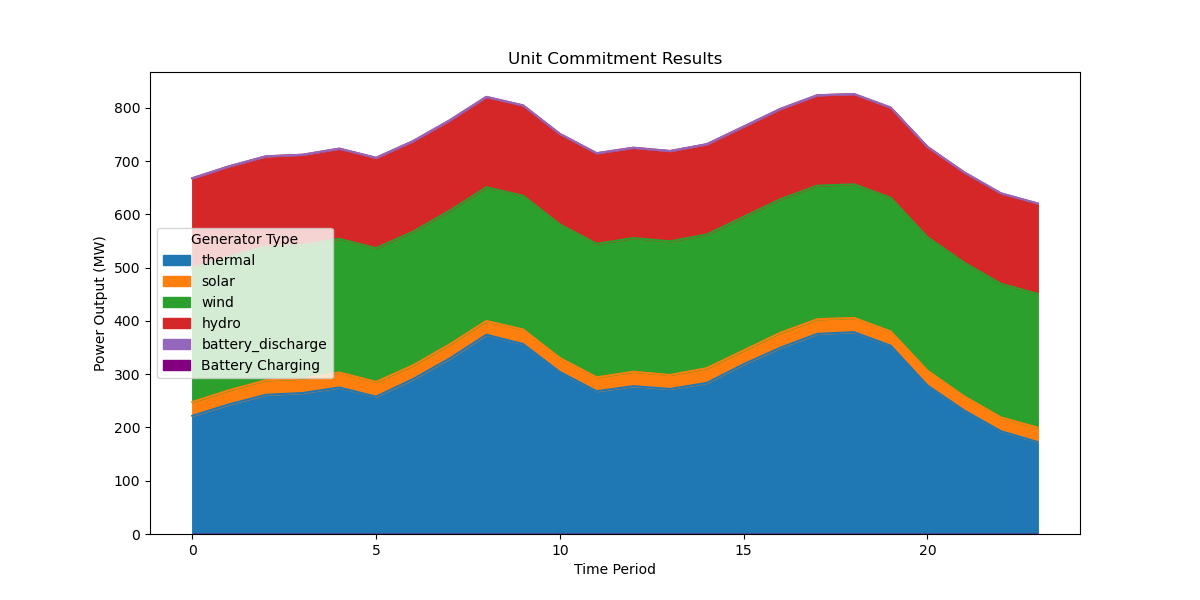 Unit Commitment Results
Power Output (MW)
800
700
600
500
400
300
200
100
0
Generator Type
thermal
solar
wind
hydro
battery_discharge
Battery Charging
0 5 10 15 20
Time Period